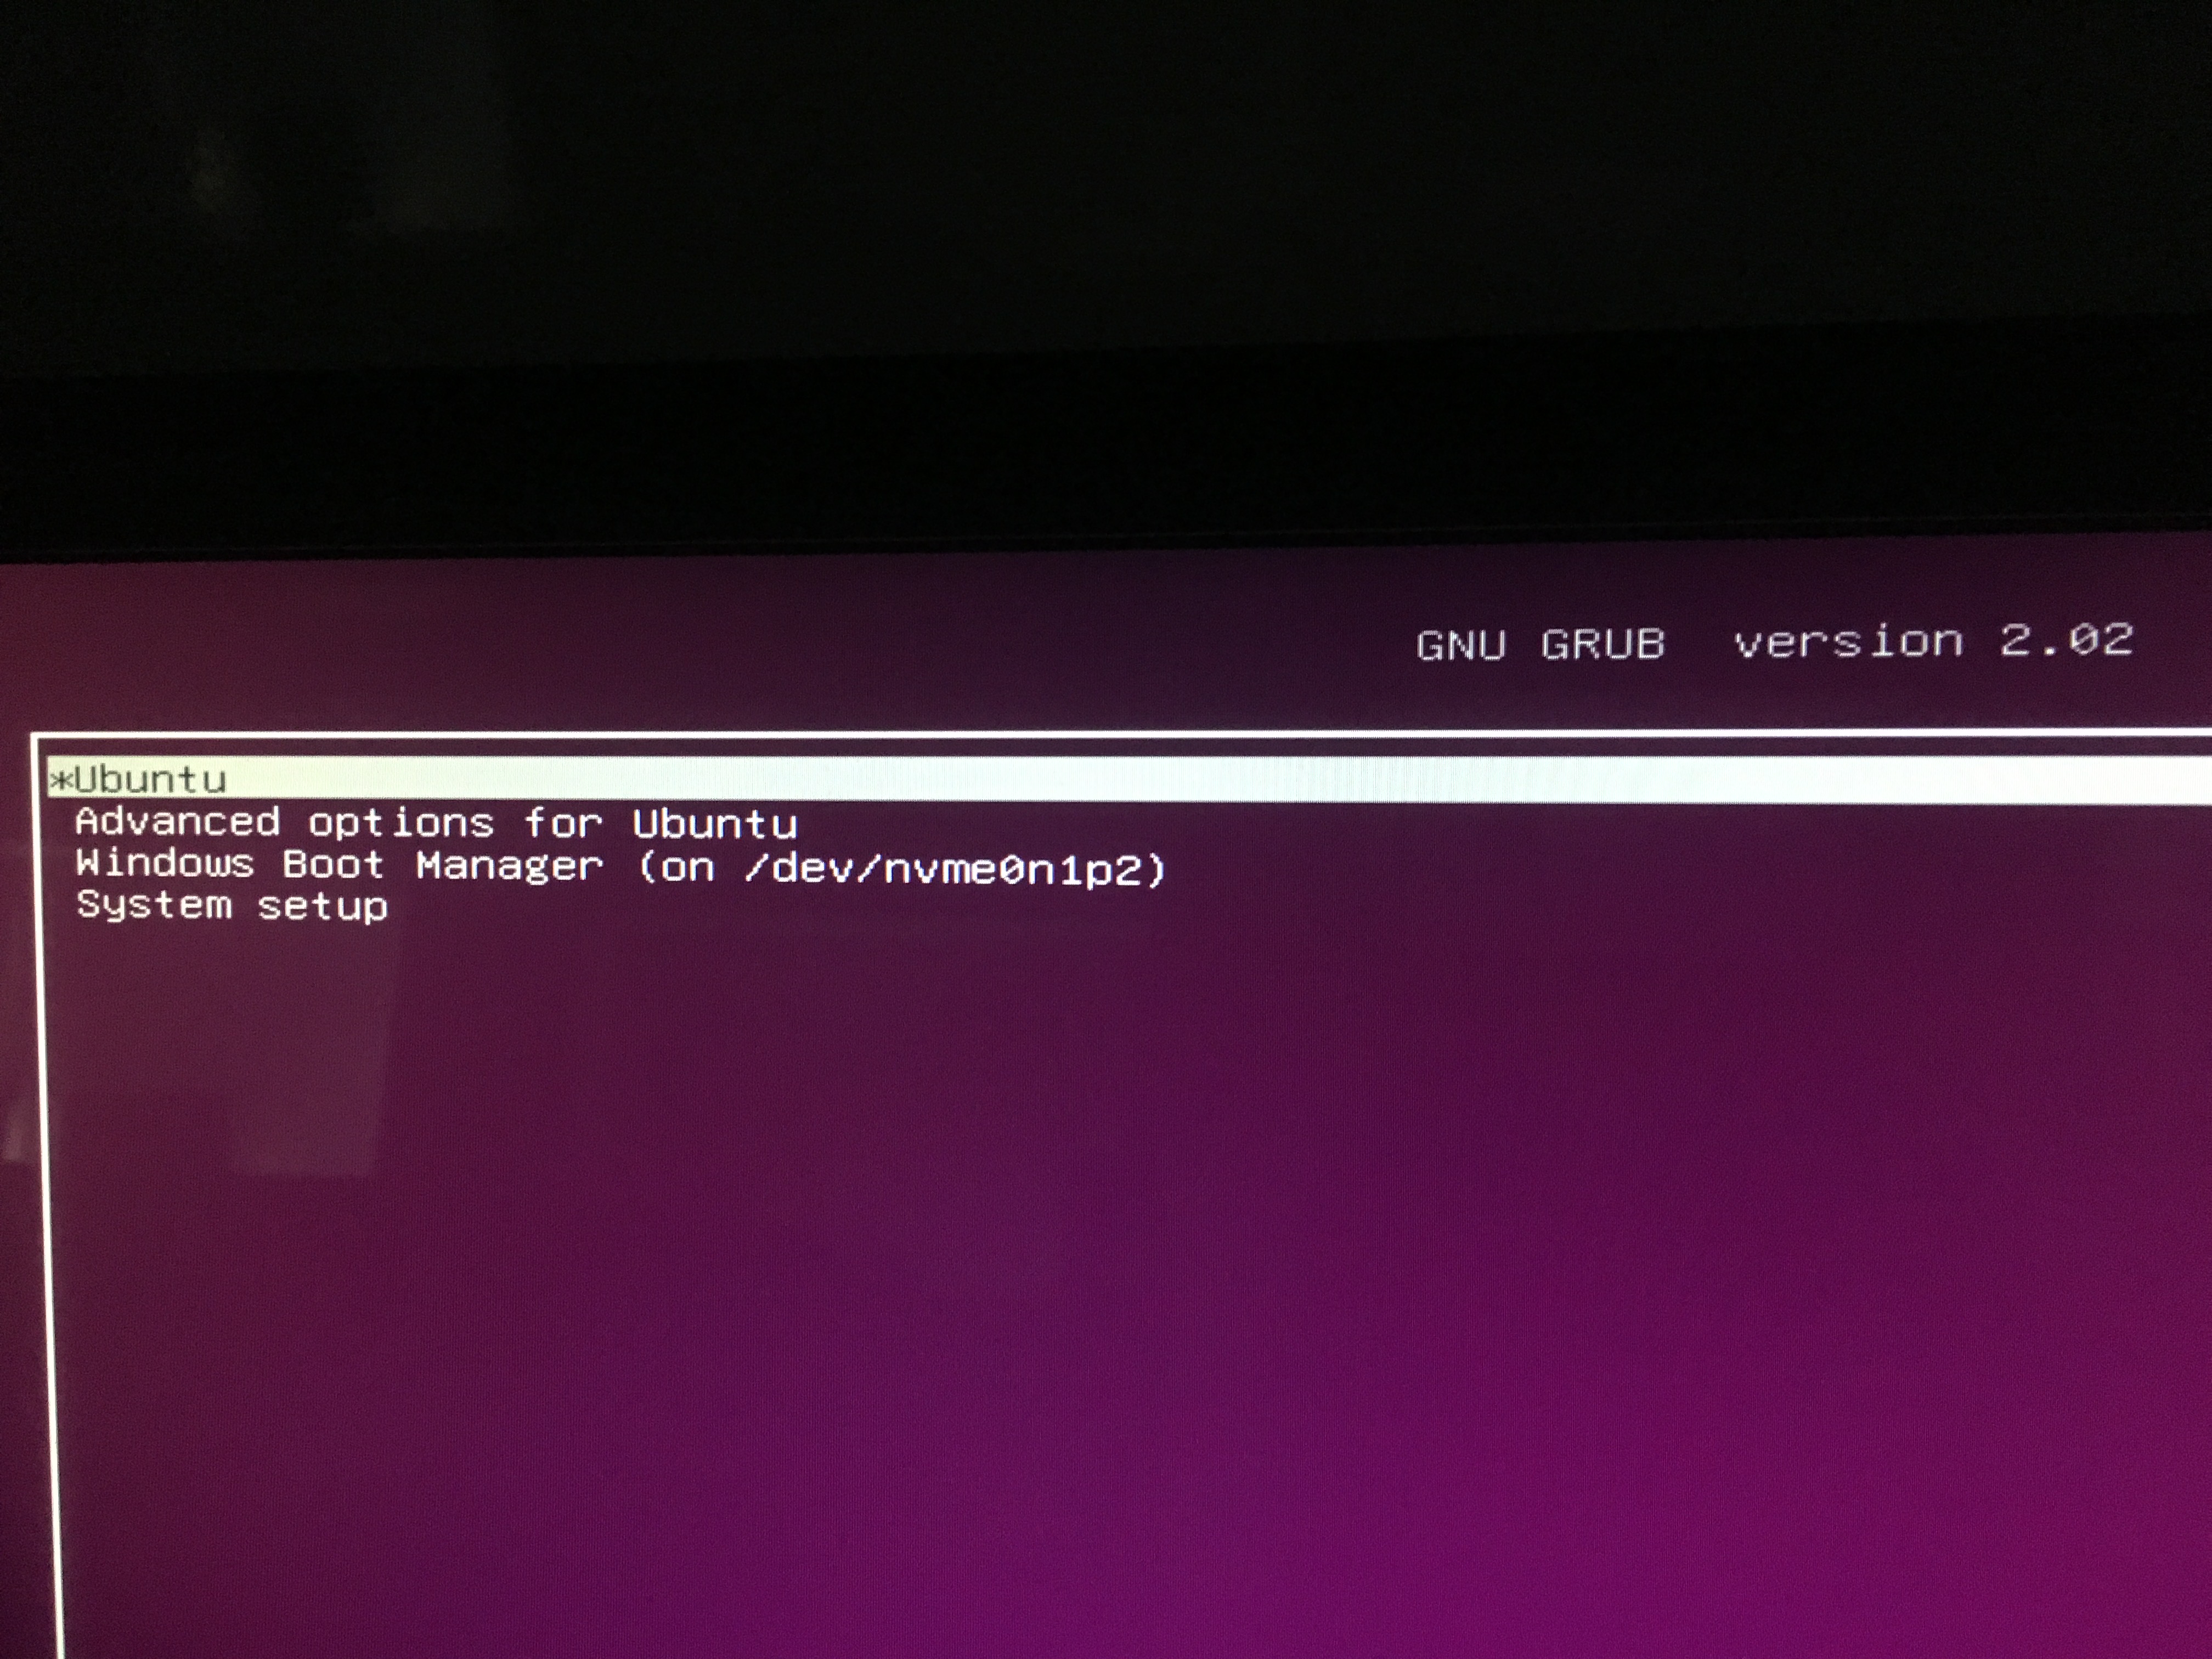 GNU GRUB  version 2.02
*Ubuntu
Advanced options for Ubuntu
Windows Boot Manager (on /dev/nvme0n1p2)
System setup